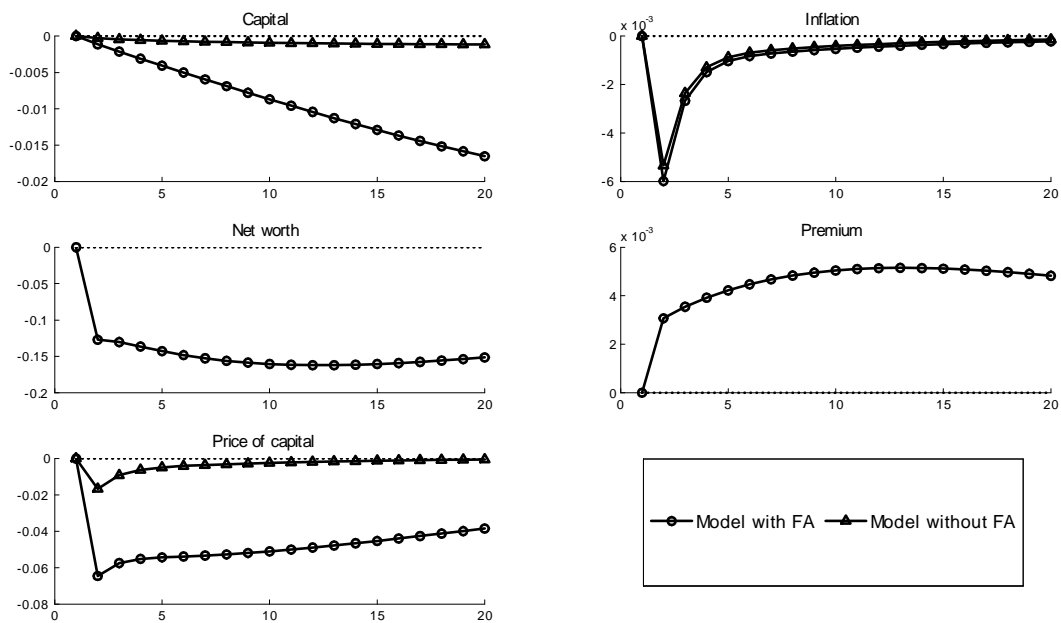 Capital
0
-0.005
-0.01
-0.015
-0.02
0 5 10 15 20
Inflation
x 10-3
0
-2
-4
-6
0 5 10 15 20
Net worth
0
-0.05
-0.1
-0.15
-0.2
0 5 10 15 20
Premium
x 10-3
6
4
2
0
0 5 10 15 20
Price of capital
0
-0.02
-0.04
-0.06
-0.08
0 5 10 15 20
Model with FA Model without FA